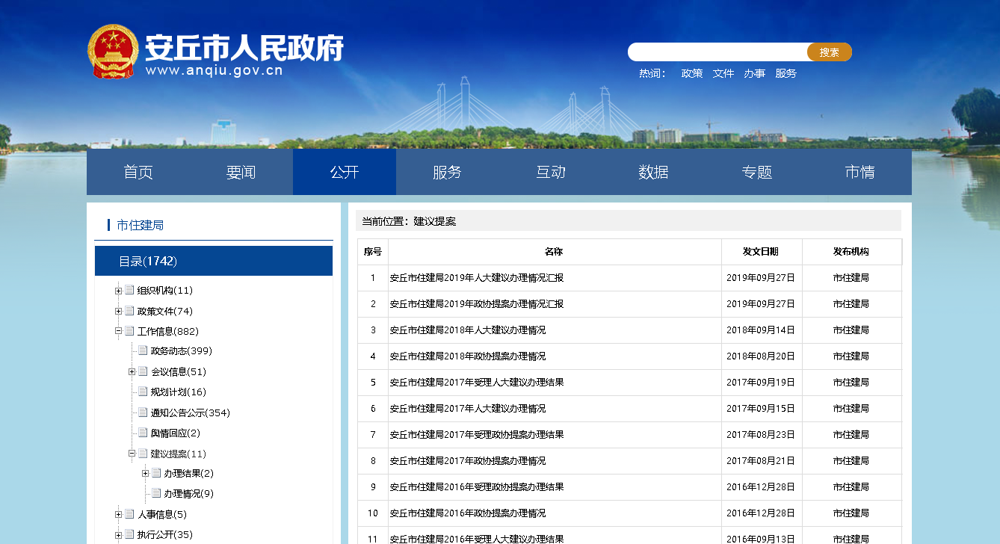 安丘市人民政府
www.anqiu.gov.cn
搜索
热词： 政策 文件 办事 服务
首页 要闻 公开 服务 互动 数据 专题 市情
市住建局
目录(1742)
组织机构(11)
政策文件(74)
工作信息(882)
政务动态(399)
会议信息(51)
规划计划(16)
通知公告公示(354)
舆情回应(2)
建议提案(11)
办理结果(2)
办理情况(9)
人事信息(5)
执行公开(35)
当前位置：建议提案
序号 名称 发文日期 发布机构
1 安丘市住建局2019年人大建议办理情况汇报 2019年09月27日 市住建局
2 安丘市住建局2019年政协提案办理情况汇报 2019年09月27日 市住建局
3 安丘市住建局2018年人大建议办理情况 2018年09月14日 市住建局
4 安丘市住建局2018年政协提案办理情况 2018年08月20日 市住建局
5 安丘市住建局2017年受理人大建议办理结果 2017年09月19日 市住建局
6 安丘市住建局2017年人大建议办理情况 2017年09月15日 市住建局
7 安丘市住建局2017年受理政协提案办理结果 2017年08月23日 市住建局
8 安丘市住建局2017年政协提案办理情况 2017年08月21日 市住建局
9 安丘市住建局2016年受理政协提案办理结果 2016年12月28日 市住建局
10 安丘市住建局2016年政协提案办理情况 2016年12月28日 市住建局
11 安丘市住建局2016年受理人大建议办理结果 2016年09月13日 市住建局